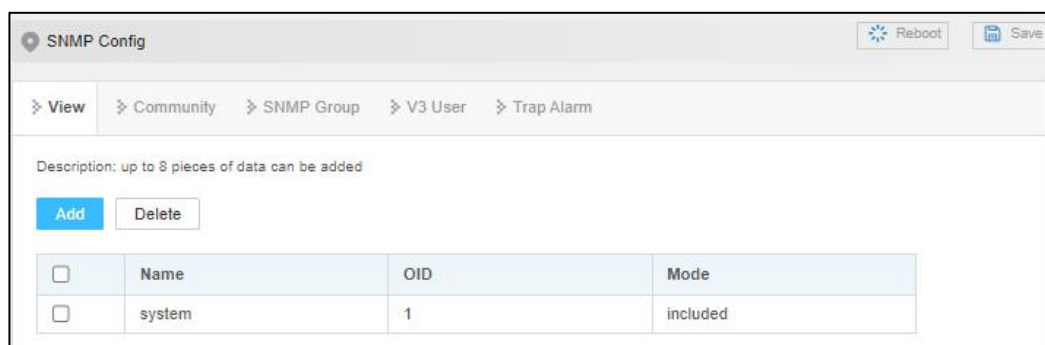 SNMP Config Reboot Save
View Community SNMP Group V3 User Trap Alarm
Description: up to 8 pieces of data can be added
Add Delete
Name OID Mode
system 1 included